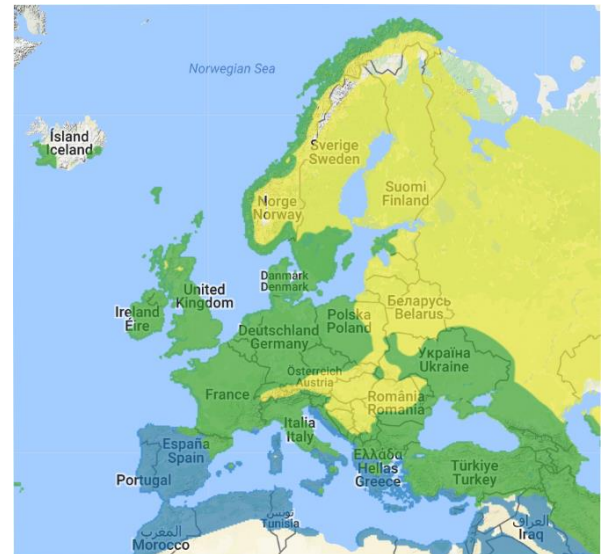 Norwegian Sea
Ísland
Iceland
Sverige
Sweden
Suomi
Finland
Norge
Norway
Danmark
Denmark
United
Kingdom
Ireland
Éire
Polska
Poland
Беларусь
Belarus
Deutschland
Germany
Україна
Ukraine
Österreich
Austria
France
România
Romania
Italia
Italy
España
Spain
Portugal
Ελλάδα
Hellas
Greece
Türkiye
Turkey
تونس
Tunisia
المغرب
Morocco
العراق
Iraq